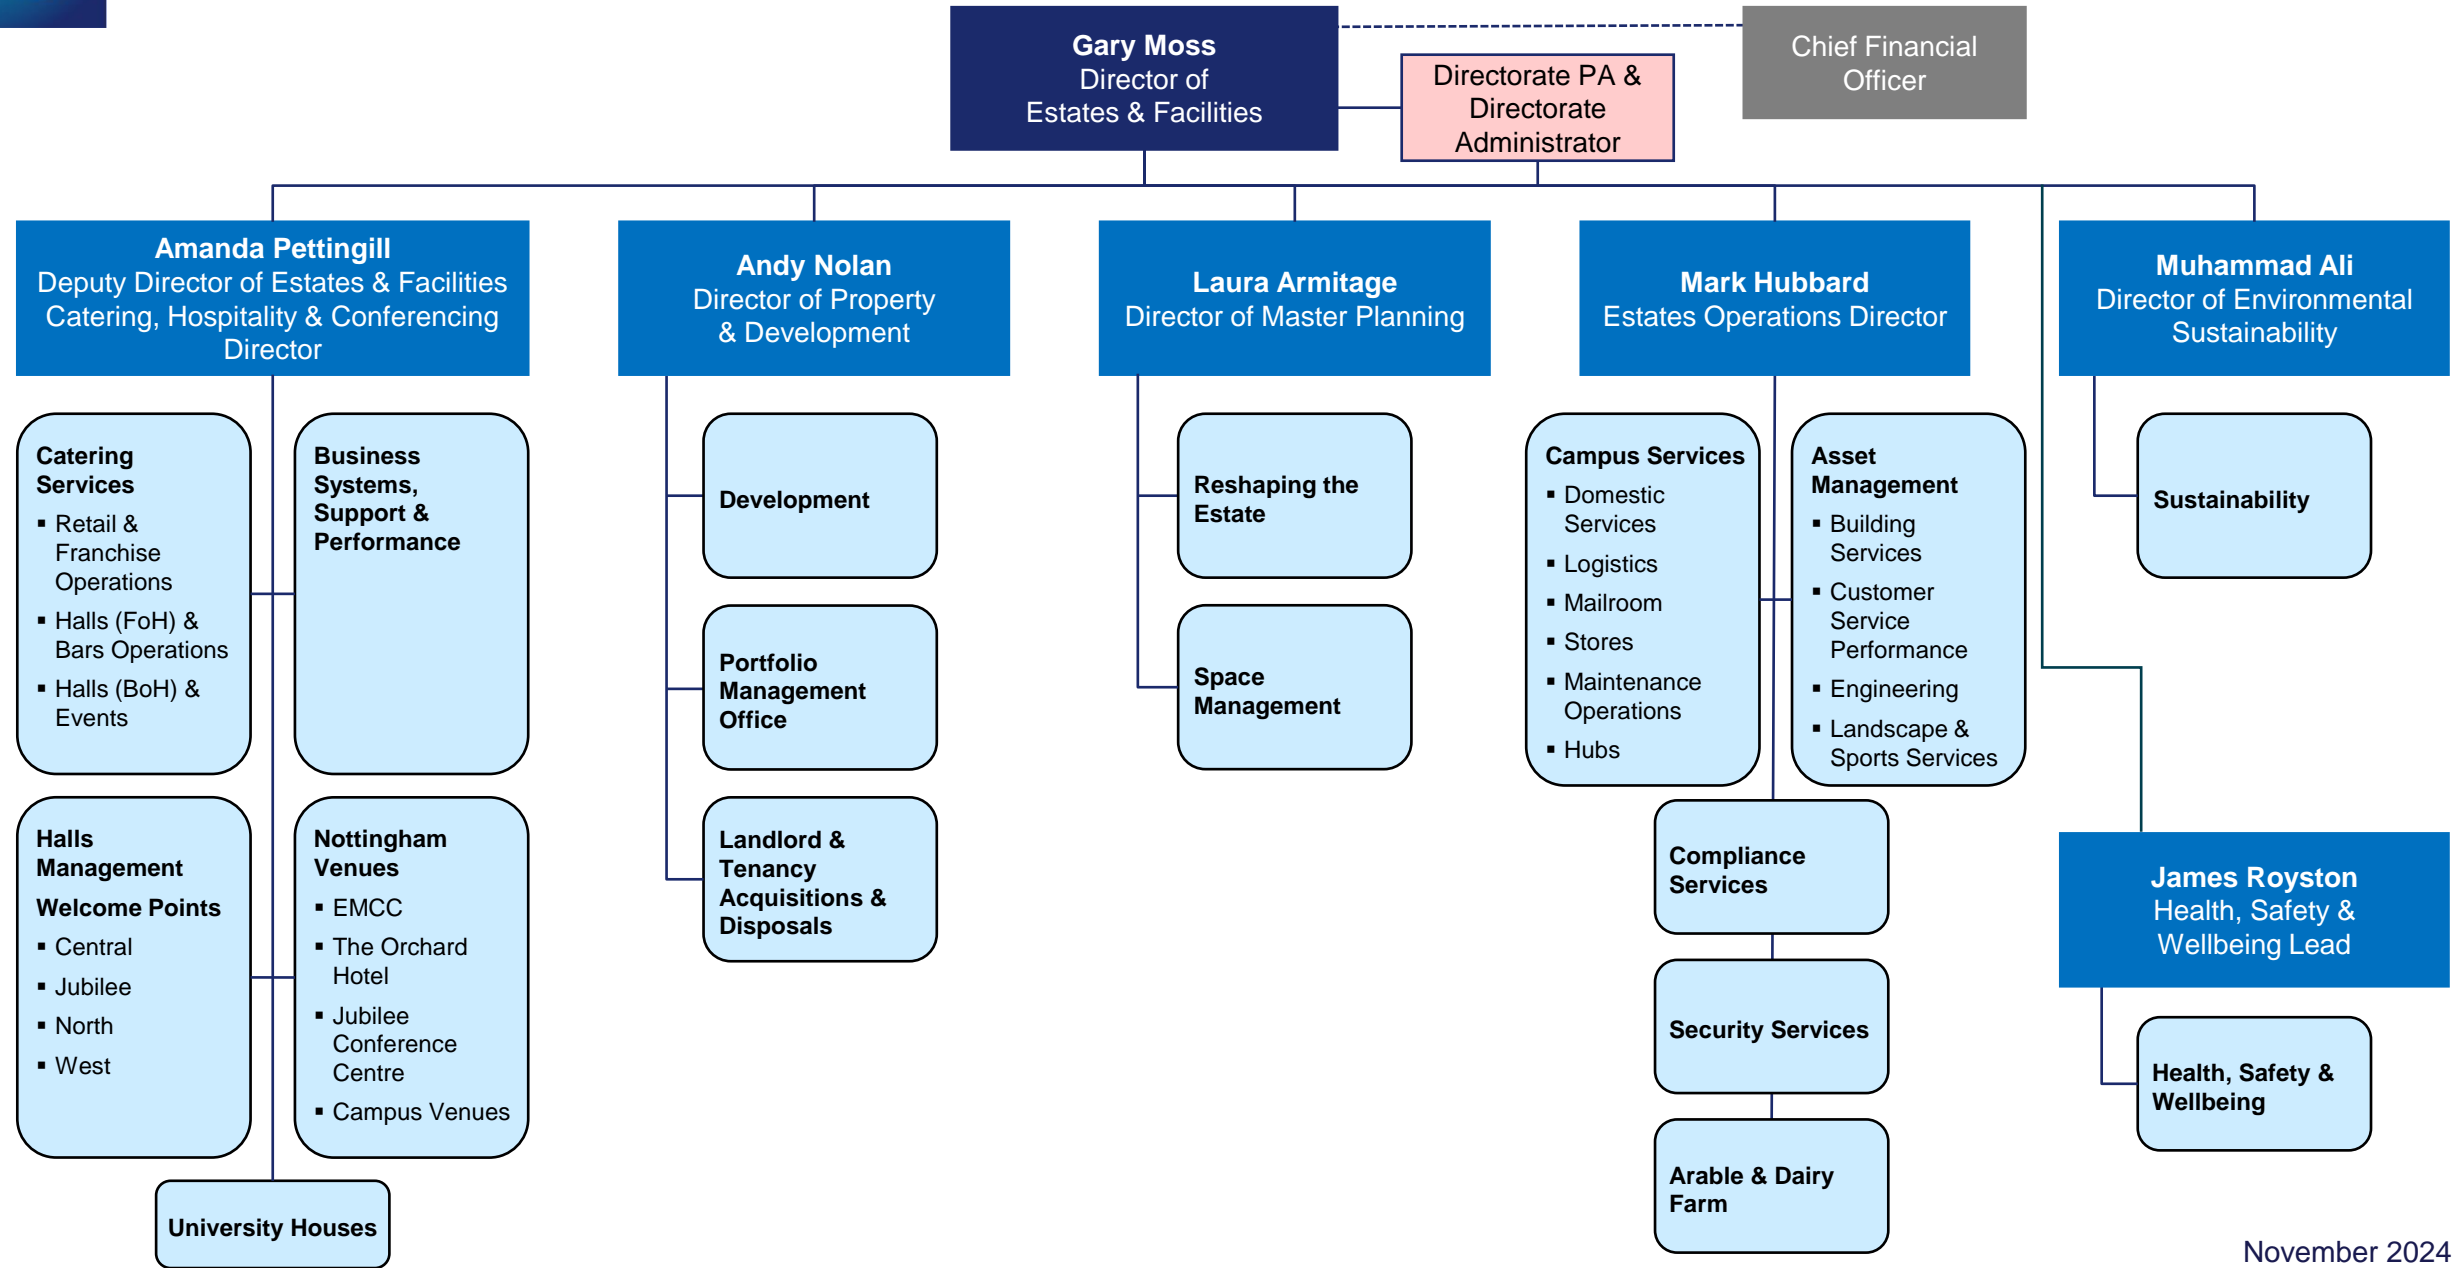 Gary Moss
Director of
Estates & Facilities
Directorate PA &
Directorate
Administrator
Chief Financial
Officer
Amanda Pettingill
Deputy Director of Estates & Facilities
Catering, Hospitality & Conferencing
Director
Andy Nolan
Director of Property
& Development
Laura Armitage
Director of Master Planning
Mark Hubbard
Estates Operations Director
Muhammad Ali
Director of Environmental
Sustainability
Catering
Services
▪ Retail &
Franchise
Operations
▪ Halls (FoH) &
Bars Operations
▪ Halls (BoH) &
Events
Business
Systems,
Support &
Performance
Halls
Management
Welcome Points
▪ Central
▪ Jubilee
▪ North
▪ West
Nottingham
Venues
▪ EMCC
▪ The Orchard
Hotel
▪ Jubilee
Conference
Centre
▪ Campus Venues
University Houses
Development
Portfolio
Management
Office
Landlord &
Tenancy
Acquisitions &
Disposals
Reshaping the
Estate
Space
Management
Campus Services
▪ Domestic
Services
▪ Logistics
▪ Mailroom
▪ Stores
▪ Maintenance
Operations
▪ Hubs
Asset
Management
▪ Building
Services
▪ Customer
Service
Performance
▪ Engineering
▪ Landscape &
Sports Services
Compliance
Services
Security Services
Arable & Dairy
Farm
Sustainability
James Royston
Health, Safety &
Wellbeing Lead
Health, Safety &
Wellbeing
November 2024